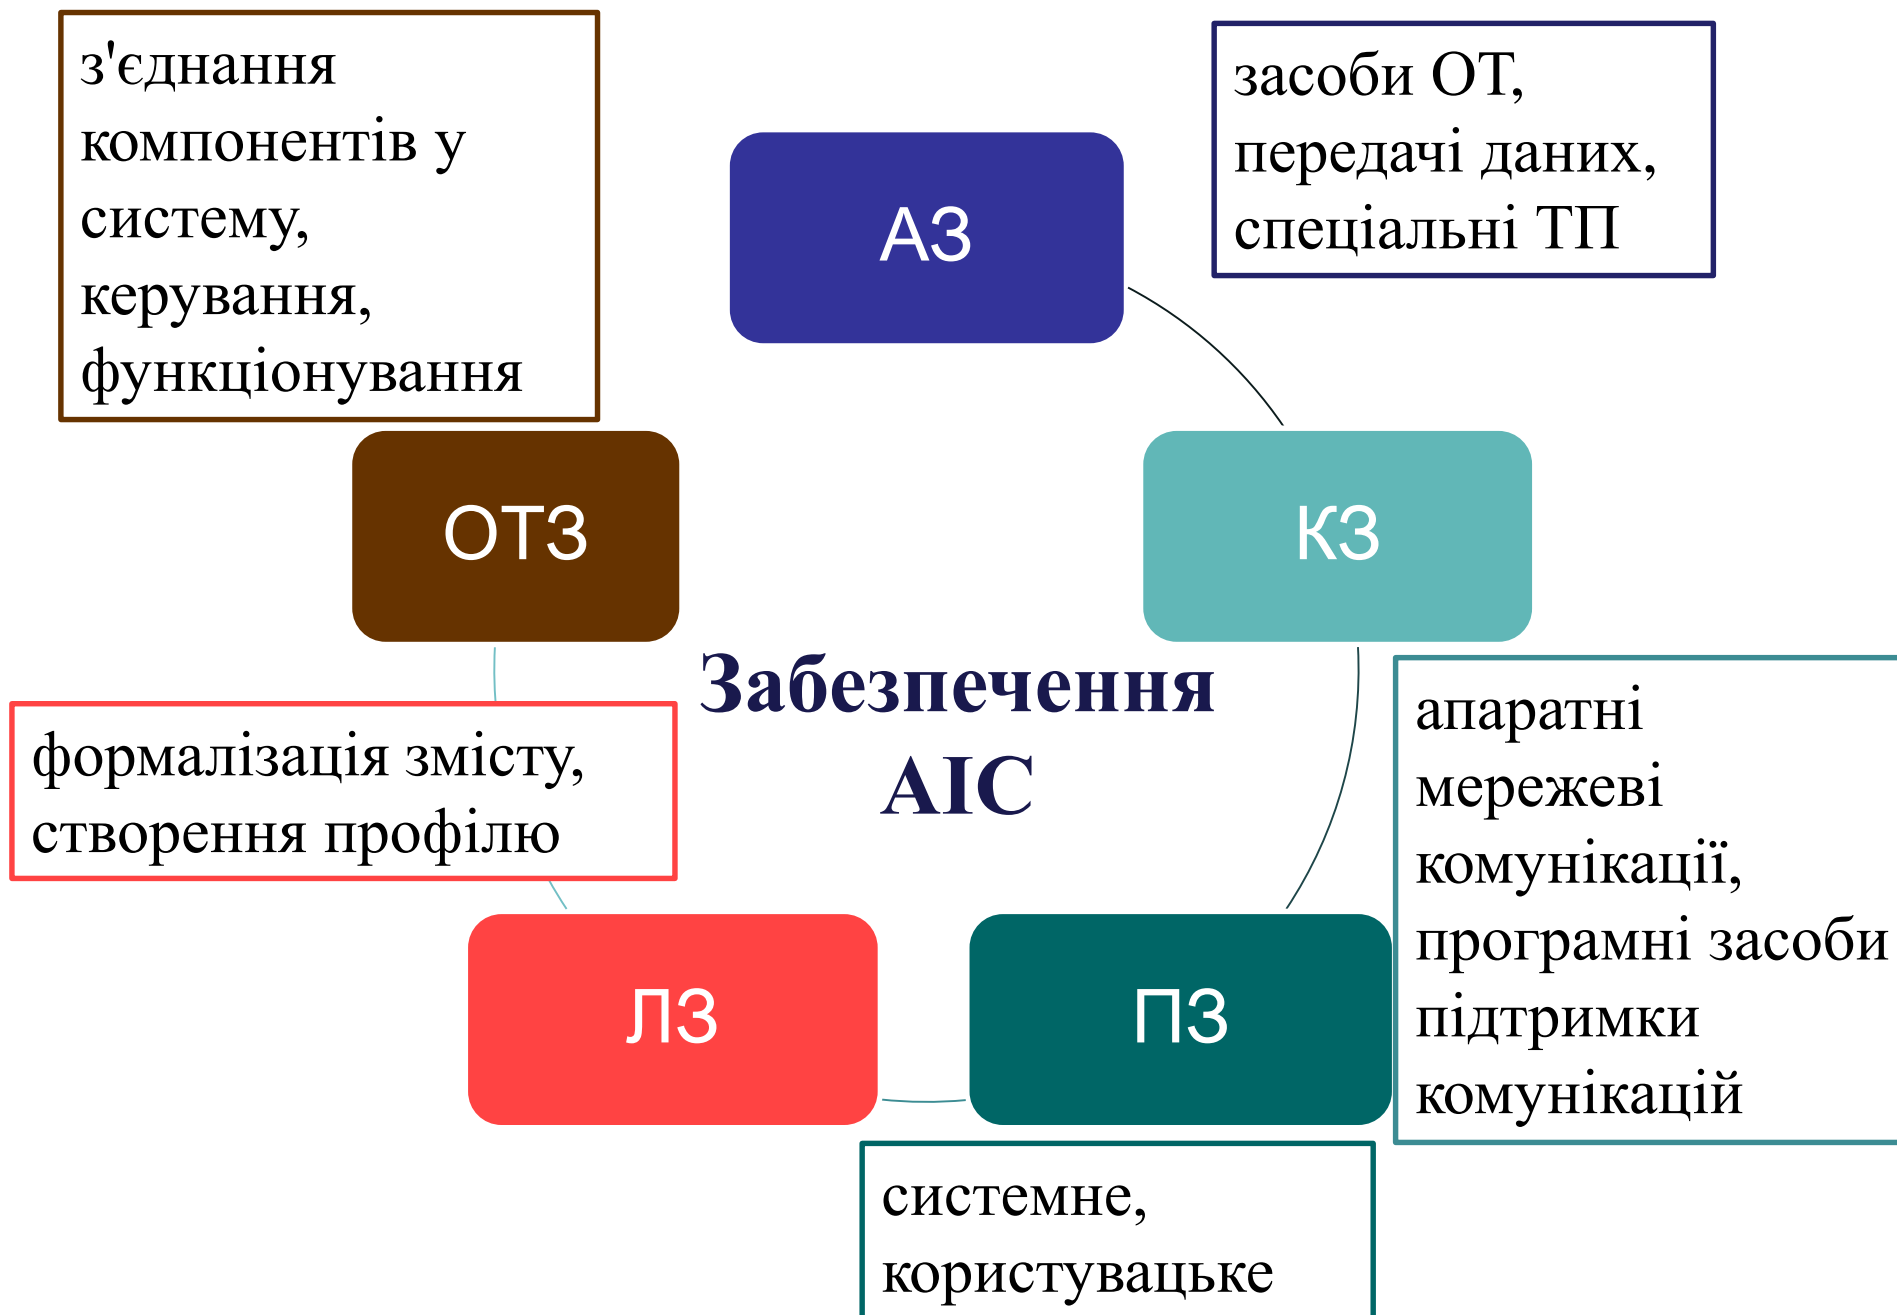 з'єднання
компонентів у
систему,
керування,
функціонування
засоби ОТ,
передачі даних,
спеціальні ТП
АЗ
ОТЗ
КЗ
Забезпечення
АІС
формалізація змісту,
створення профілю
апаратні
мережеві
комунікації,
програмні засоби
підтримки
комунікацій
ЛЗ
ПЗ
системне,
користувацьке